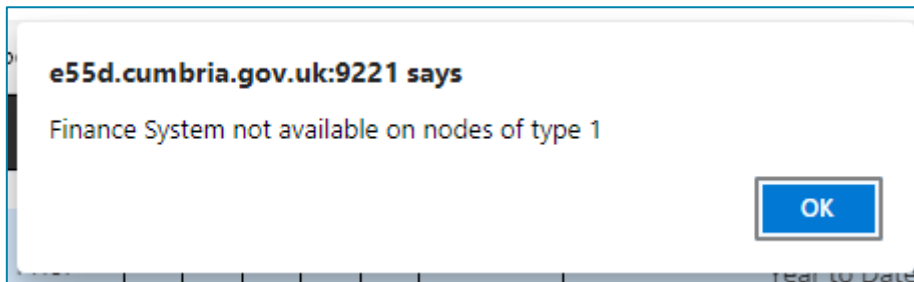 e55d.cumbria.gov.uk:9221 says
Finance System not available on nodes of type 1
OK
Year to Date